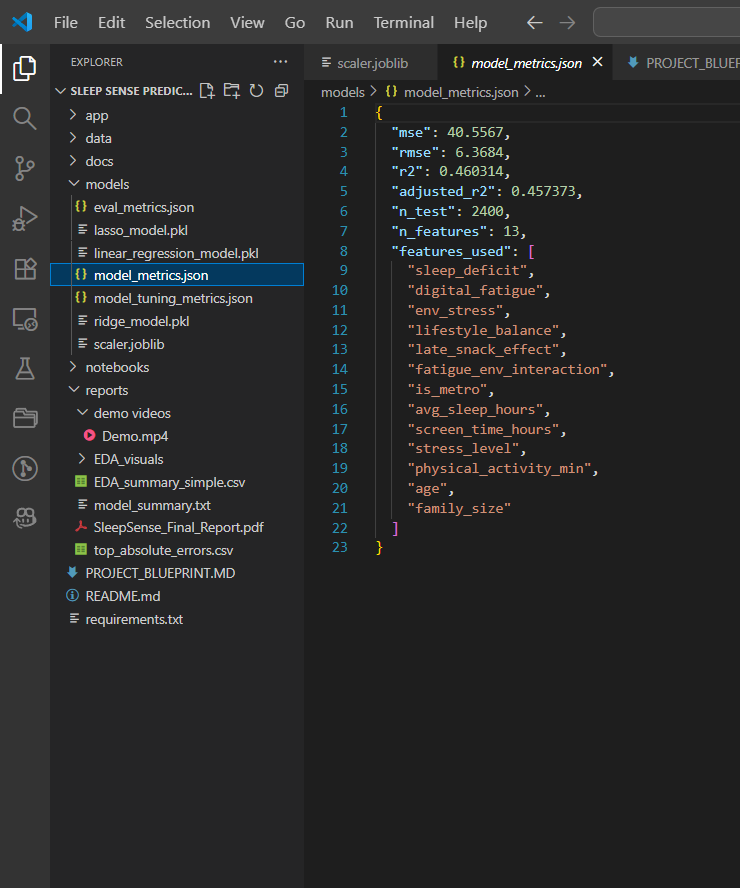 File Edit Selection View Go Run Terminal Help
EXPLORER
SLEEP SENSE PREDIC...
app
data
docs
models
eval_metrics.json
lasso_model.pkl
linear_regression_model.pkl
model_metrics.json
model_tuning_metrics.json
ridge_model.pkl
scaler.joblib
notebooks
reports
demo videos
Demo.mp4
EDA_visuals
EDA_summary_simple.csv
model_summary.txt
SleepSense_Final_Report.pdf
top_absolute_errors.csv
PROJECT_BLUEPRINT.MD
README.md
requirements.txt
scaler.joblib
{} model_metrics.json
PROJECT_BLUEP
models > {} model_metrics.json > ...
1 {
2 "mse": 40.5567,
3 "rmse": 6.3684,
4 "r2": 0.460314,
5 "adjusted_r2": 0.457373,
6 "n_test": 2400,
7 "n_features": 13,
8 "features_used": [
9 "sleep_deficit",
10 "digital_fatigue",
11 "env_stress",
12 "lifestyle_balance",
13 "late_snack_effect",
14 "fatigue_env_interaction",
15 "is_metro",
16 "avg_sleep_hours",
17 "screen_time_hours",
18 "stress_level",
19 "physical_activity_min",
20 "age",
21 "family_size"
22 ]
23 }